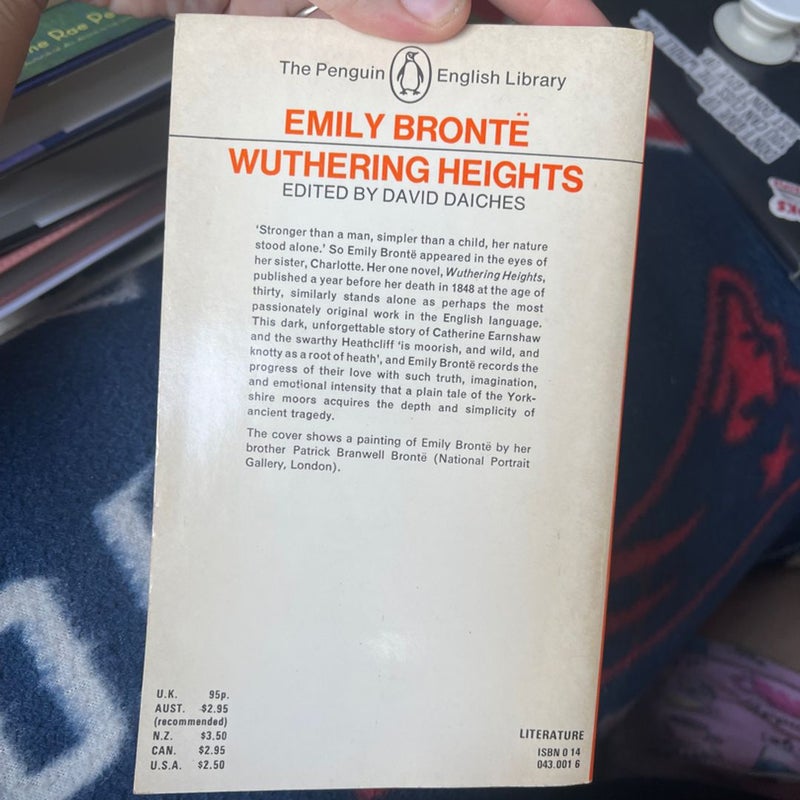 The Penguin English Library
EMILY BRONTË
WUTHERING HEIGHTS
EDITED BY DAVID DAICHES
'Stronger than a man, simpler than a child, her nature
stood alone.' So Emily Brontë appeared in the eyes of
her sister, Charlotte. Her one novel, Wuthering Heights,
published a year before her death in 1848 at the age of
thirty, similarly stands alone as perhaps the most
passionately original work in the English language.
This dark, unforgettable story of Catherine Earnshaw
and the swarthy Heathcliff 'is moorish, and wild, and
knotty as a root of heath', and Emily Brontë records the
progress of their love with such truth, imagination,
and emotional intensity that a plain tale of the York-
shire moors acquires the depth and simplicity of
ancient tragedy.
The cover shows a painting of Emily Brontë by her
brother Patrick Branwell Brontë (National Portrait
Gallery, London).
U.K. 95p.
AUST. $2.95
(recommended)
N.Z. $3.50
CAN. $2.95
U.S.A. $2.50
LITERATURE
ISBN 0 14
043.001 6